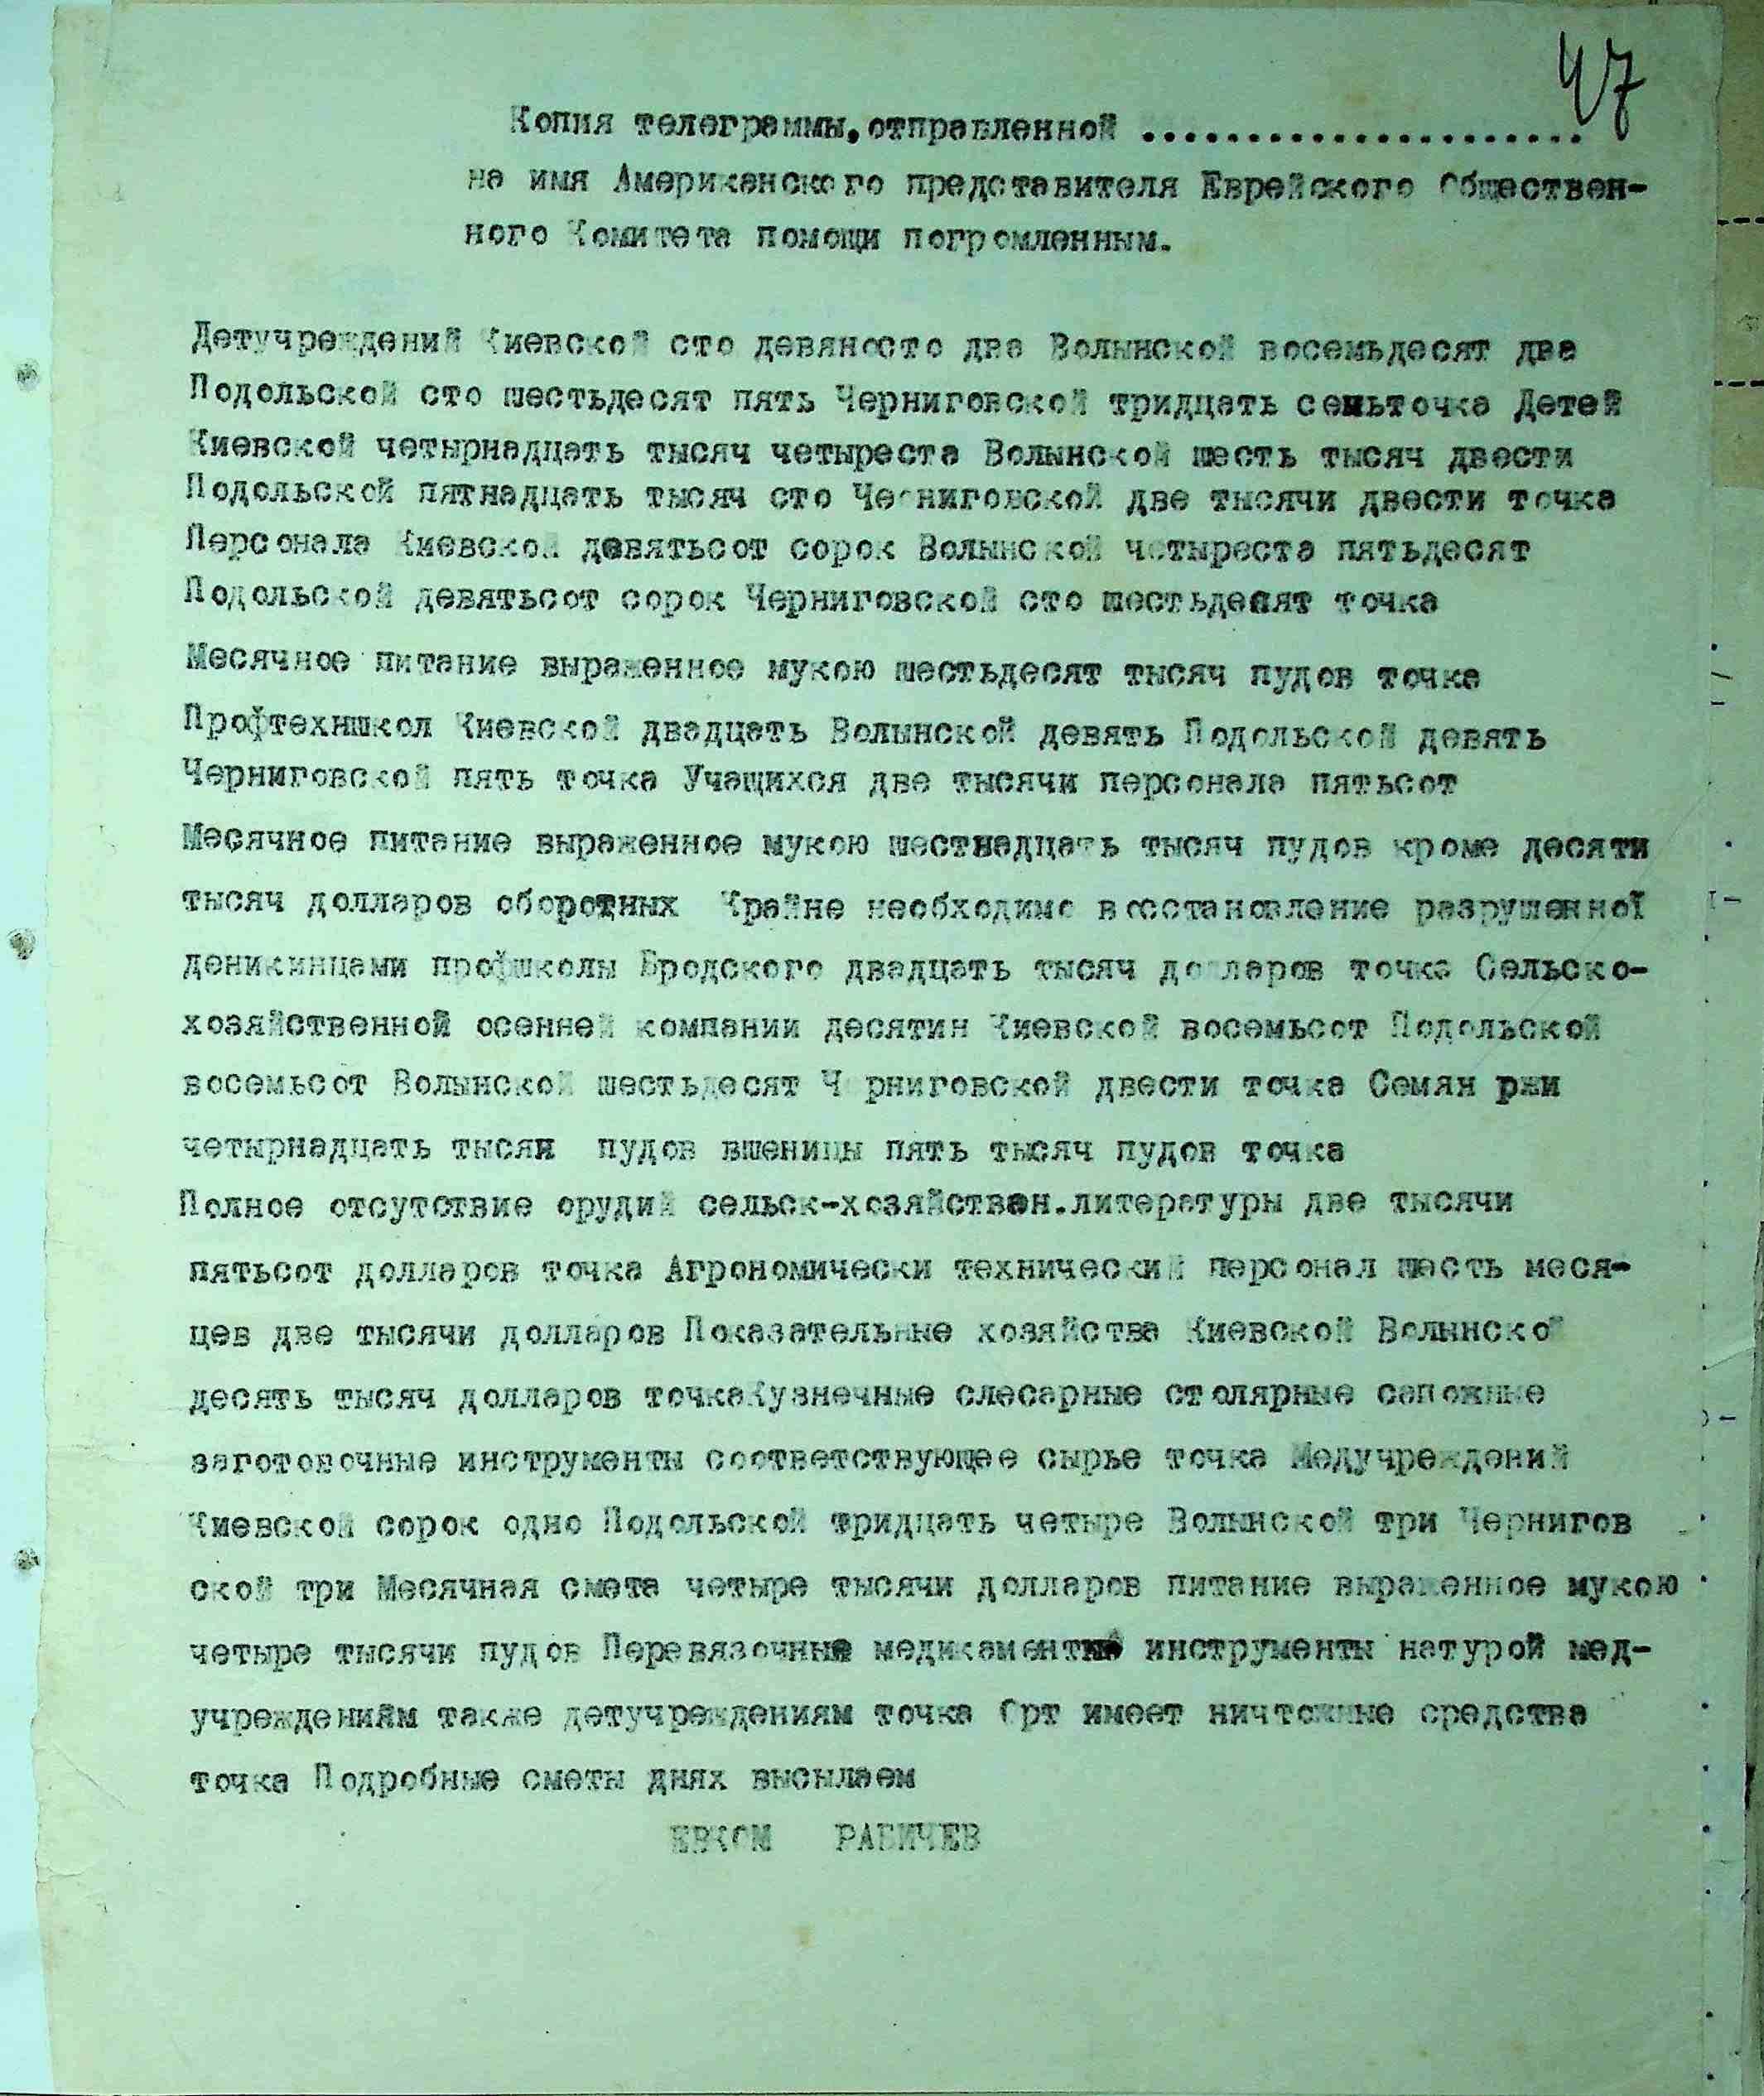 47
Копия телеграммы, отправленной .....................
на имя Американского представителя Еврейского Обществен-
ного Комитета помощи погромленным.
Детучреждений Киевской сто девяносто два Волынской восемьдесят два
Подольской сто шестьдесят пять Черниговской тридцать семьточка Детей
Киевской четырнадцать тысяч четыреста Волынской шесть тысяч двести
Подольской пятнадцать тысяч сто Черниговской две тысячи двести точка
Персонала Киевской девятьсот сорок Волынской четыреста пятьдесят
Подольской девятьсот сорок Черниговской сто шестьдесят точка
Месячное питание выраженное мукою шестьдесят тысяч пудов точка
Профтехшкол Киевской двадцать Волынской девять Подольской девять
Черниговской пять точка Учащихся две тысячи персонала пятьсот
Месячное питание выраженное мукою шестнадцать тысяч пудов кроме десяти
тысяч долларов оборотных Крайне необходимо восстановление разрушенной
деникинцами профшколы Бродского двадцать тысяч долларов точка Сельско-
хозяйственной осенней компании десятин Киевской восемьсот Подольской
восемьсот Волынской шестьдесят Черниговской двести точка Семян ржи
четырнадцать тысяч пудов вшеницы пять тысяч пудов точка
Полное отсутствие орудий сельск-хозяйствен.литературы две тысячи
пятьсот долларов точка Агрономически технический персонал шесть меся-
цев две тысячи долларов Показательные хозяйства Киевской Волынской
десять тысяч долларов точкаКузнечные слесарные столярные сапожные
заготовочные инструменты соответствующее сырье точка Медучреждений
Киевской сорок одно Подольской тридцать четыре Волынской три Чернигов
ской три Месячная смета четыре тысячи долларов питание выраженное мукою
четыре тысячи пудов Перевязочные медикаменты инструменты натурой мед-
учреждениям также детучреждениям точка Орт имеет ничтожные средства
точка Подробные сметы днях высылаем
ЕВКОМ РАБИЧЕВ